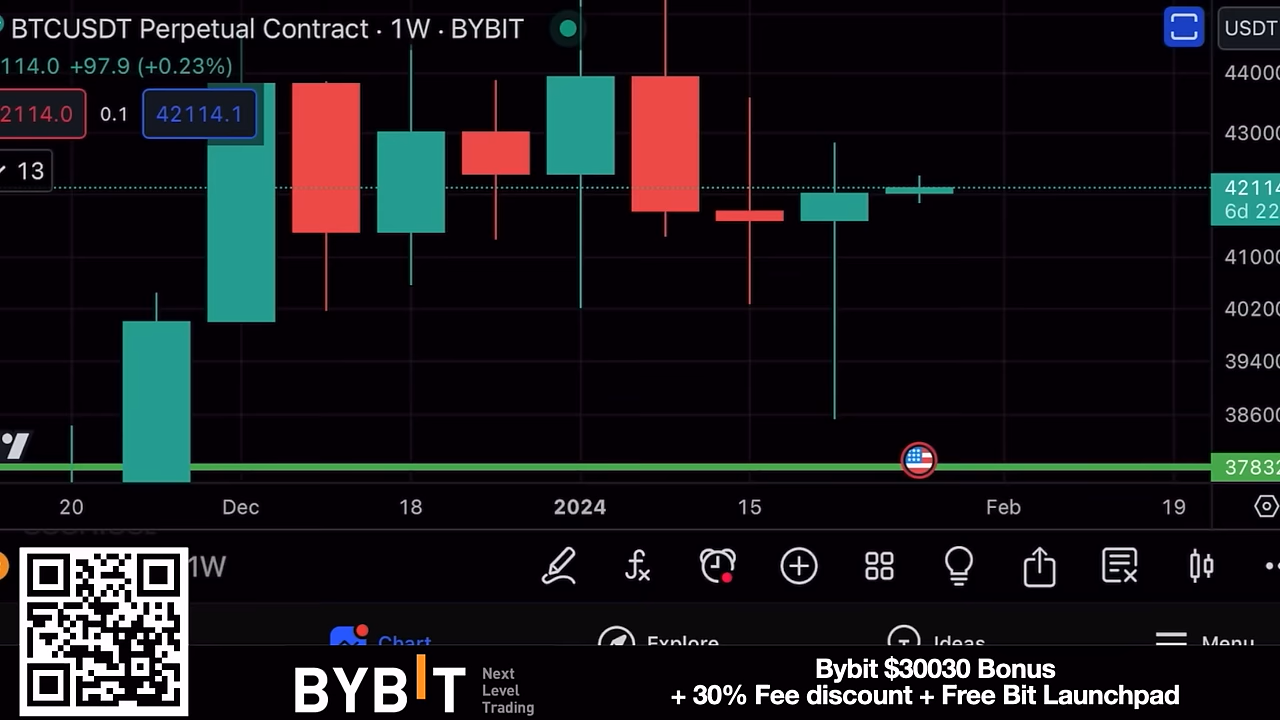 BTCUSDT Perpetual Contract · 1W · BYBIT
USDT
114.0 +97.9 (+0.23%)
2114.0
0.1
42114.1
13
44000
43000
42114
6d 22
41000
40200
39400
38600
37832
20
Dec
18
2024
15
Feb
19
1W
Chart
Explore
Ideas
Menu
BYBIT
Next
Level
Trading
Bybit $30030 Bonus
+ 30% Fee discount + Free Bit Launchpad